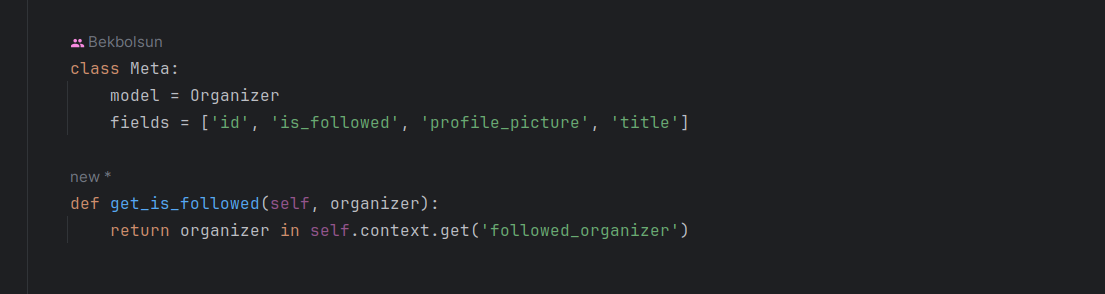 Bekbolsun
class Meta:
    model = Organizer
    fields = ['id', 'is_followed', 'profile_picture', 'title']
new *
def get_is_followed(self, organizer):
    return organizer in self.context.get('followed_organizer')